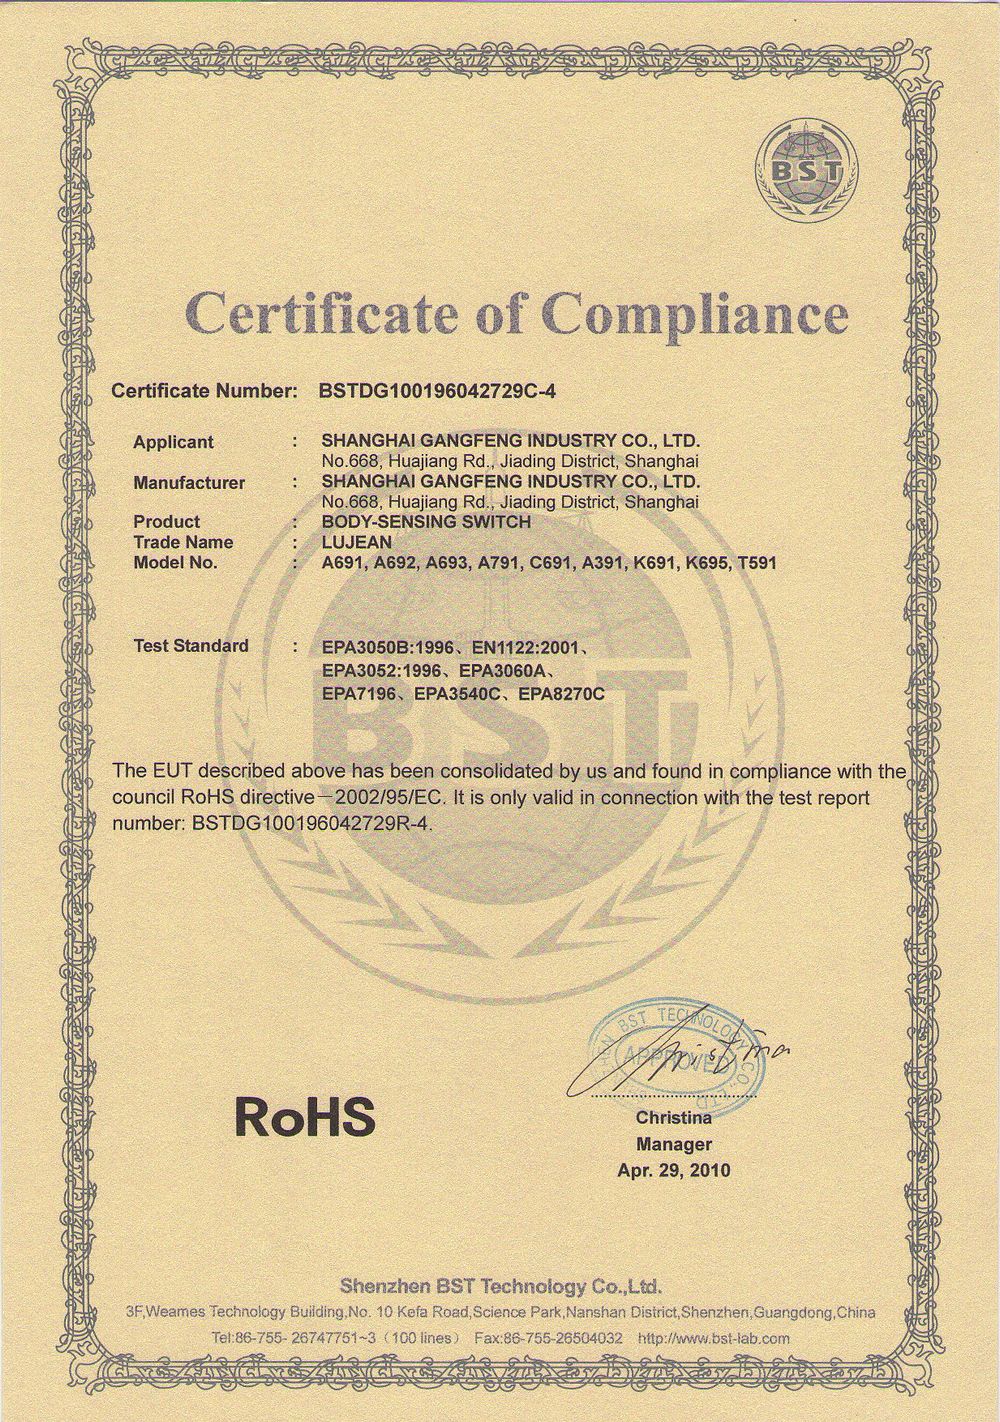 BST
Certificate of Compliance
Certificate Number: BSTDG100196042729C-4
Applicant : SHANGHAI GANGFENG INDUSTRY CO., LTD.
No.668, Huajiang Rd., Jiading District, Shanghai
Manufacturer : SHANGHAI GANGFENG INDUSTRY CO., LTD.
No.668, Huajiang Rd., Jiading District, Shanghai
Product : BODY-SENSING SWITCH
Trade Name : LUJEAN
Model No. : A691, A692, A693, A791, C691, A391, K691, K695, T591
Test Standard : EPA3050B:1996、EN1122:2001、
EPA3052:1996、EPA3060A、
EPA7196、EPA3540C、EPA8270C
BST
The EUT described above has been consolidated by us and found in compliance with the
council RoHS directive－2002/95/EC. It is only valid in connection with the test report
number: BSTDG100196042729R-4.
BST TECHNOLOGY CO., LTD
APPROVED
Christina
RoHS
Christina
Manager
Apr. 29, 2010
Shenzhen BST Technology Co.,Ltd.
3F,Weames Technology Building,No. 10 Kefa Road,Science Park,Nanshan District,Shenzhen,Guangdong,China
Tel:86-755- 26747751~3（100 lines） Fax:86-755-26504032 http://www.bst-lab.com